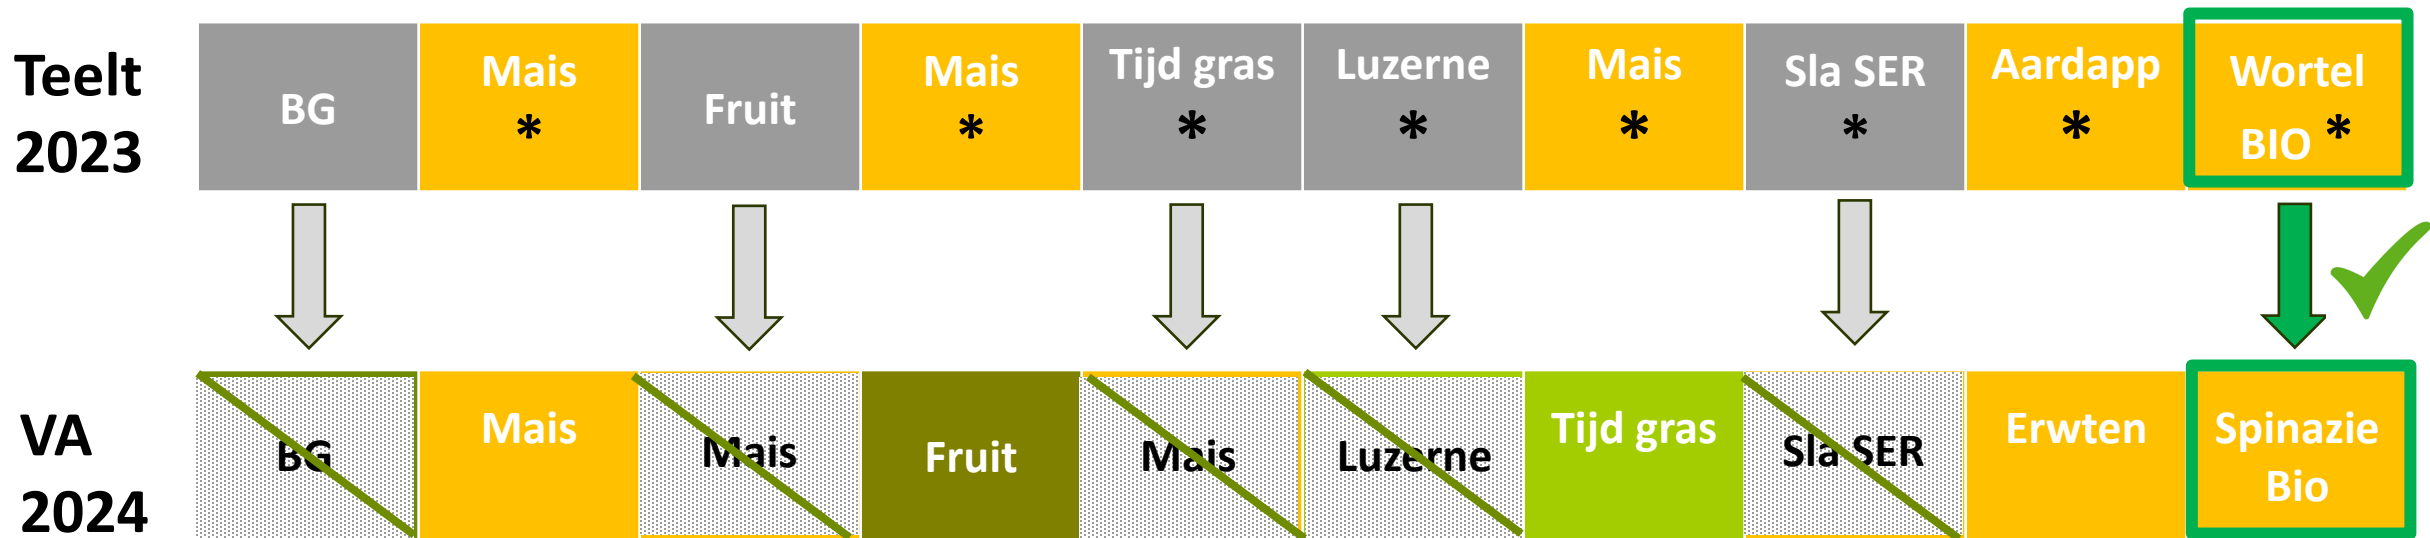 Teelt
2023
BG
Mais
*
Fruit
Mais
*
Tijd gras
*
Luzerne
*
Mais
*
Sla SER
*
Aardapp
*
Wortel
BIO *
VA
2024
BG
Mais
Mais
Fruit
Mais
Luzerne
Tijd gras
Sla SER
Erwten
Spinazie
Bio